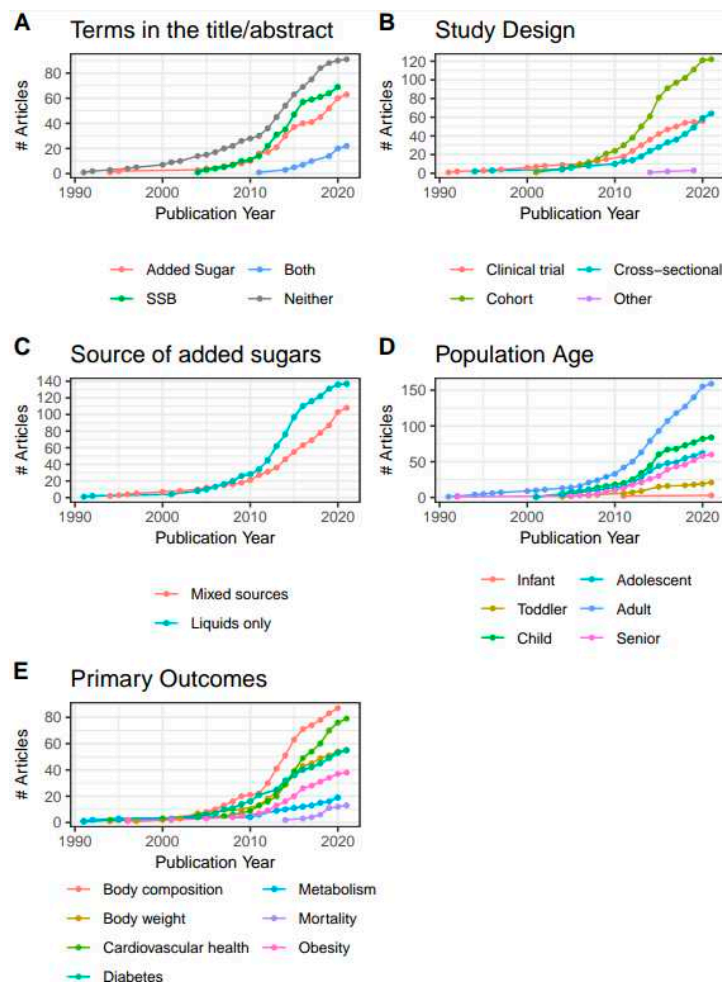 A
Terms in the title/abstract
# Articles
80
60
40
20
0
1990 2000 2010 2020
Publication Year
Added Sugar Both
SSB Neither
B
Study Design
# Articles
120
100
80
60
40
20
0
1990 2000 2010 2020
Publication Year
Clinical trial Cross-sectional
Cohort Other
C
Source of added sugars
# Articles
140
120
100
80
60
40
20
0
1990 2000 2010 2020
Publication Year
Mixed sources
Liquids only
D
Population Age
# Articles
150
100
50
0
1990 2000 2010 2020
Publication Year
Infant Adolescent
Toddler Adult
Child Senior
E
Primary Outcomes
# Articles
80
60
40
20
0
1990 2000 2010 2020
Publication Year
Body composition Metabolism
Body weight Mortality
Cardiovascular health Obesity
Diabetes